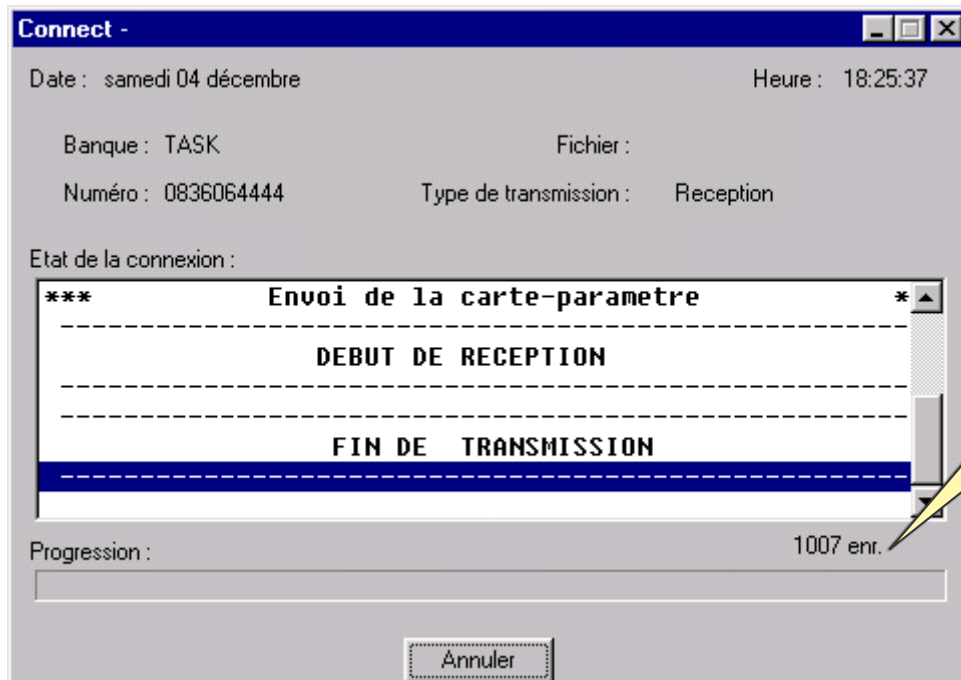 Connect -
Date : samedi 04 décembre Heure : 18:25:37
Banque : TASK Fichier :
Numéro : 0836064444 Type de transmission : Reception
Etat de la connexion :
*** Envoi de la carte-parametre *
------------------------------------------------------
DEBUT DE RECEPTION
------------------------------------------------------
------------------------------------------------------
FIN DE TRANSMISSION
------------------------------------------------------
Progression : 1007 enr.
Annuler